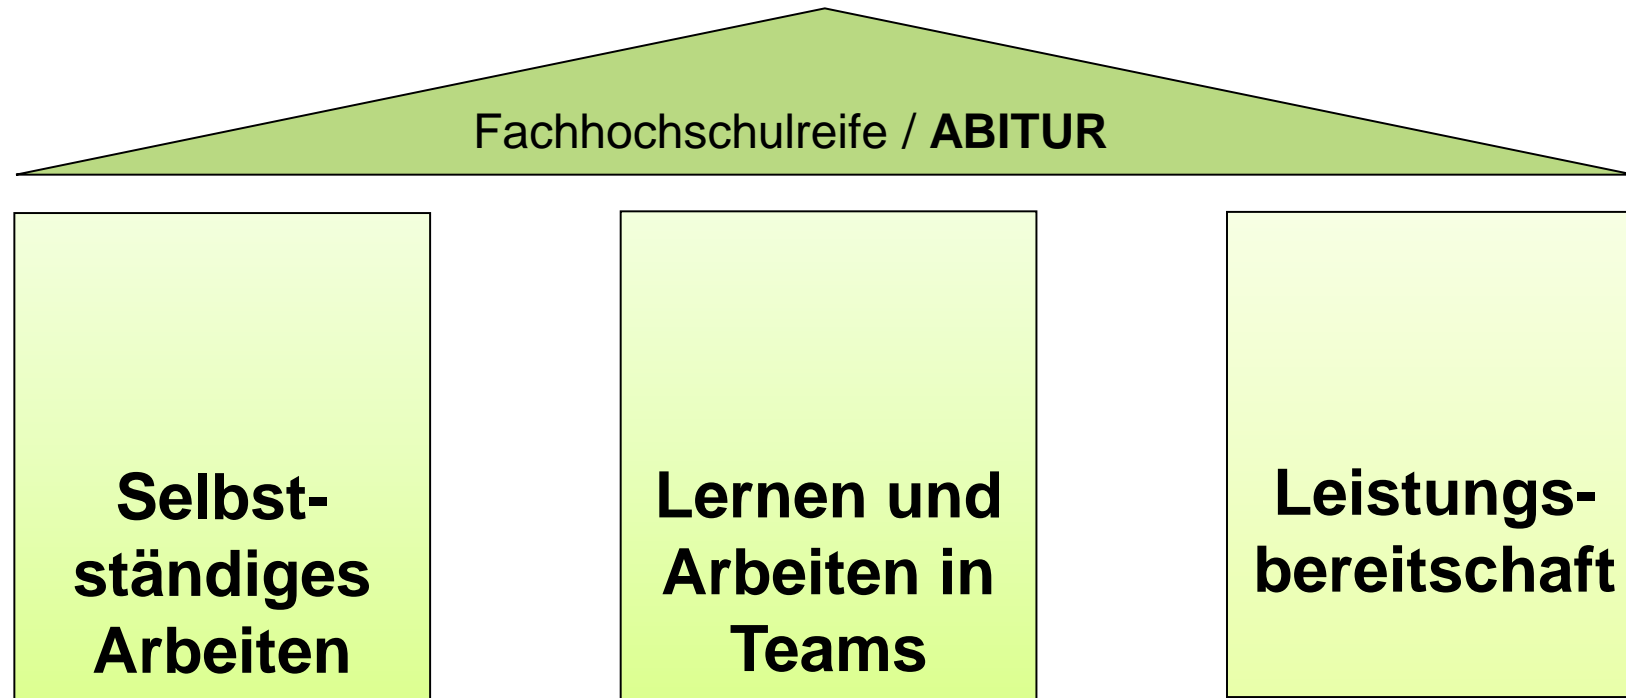 Fachhochschulreife / ABITUR
Selbst-
ständiges
Arbeiten
Lernen und
Arbeiten in
Teams
Leistungs-
bereitschaft